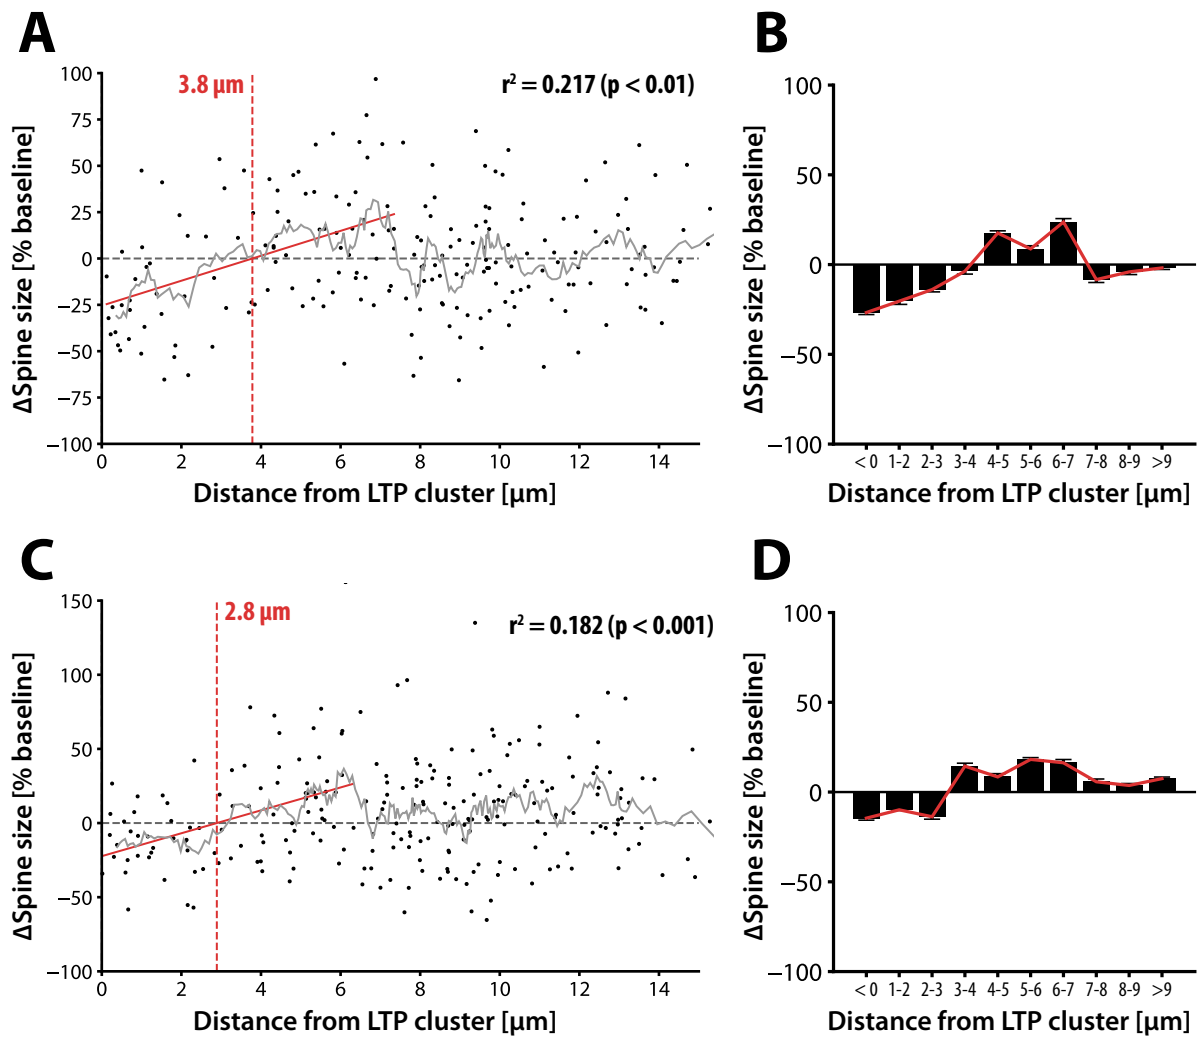 A
3.8 µm
r² = 0.217 (p < 0.01)
ΔSpine size [% baseline]
100
75
50
25
0
−25
−50
−75
−100
0 2 4 6 8 10 12 14
Distance from LTP cluster [µm]
B
ΔSpine size [% baseline]
100
50
0
−50
−100
< 0 1-2 2-3 3-4 4-5 5-6 6-7 7-8 8-9 >9
Distance from LTP cluster [µm]
C
2.8 µm
r² = 0.182 (p < 0.001)
ΔSpine size [% baseline]
150
100
50
0
−50
−100
0 2 4 6 8 10 12 14
Distance from LTP cluster [µm]
D
ΔSpine size [% baseline]
100
50
0
−50
−100
< 0 1-2 2-3 3-4 4-5 5-6 6-7 7-8 8-9 >9
Distance from LTP cluster [µm]